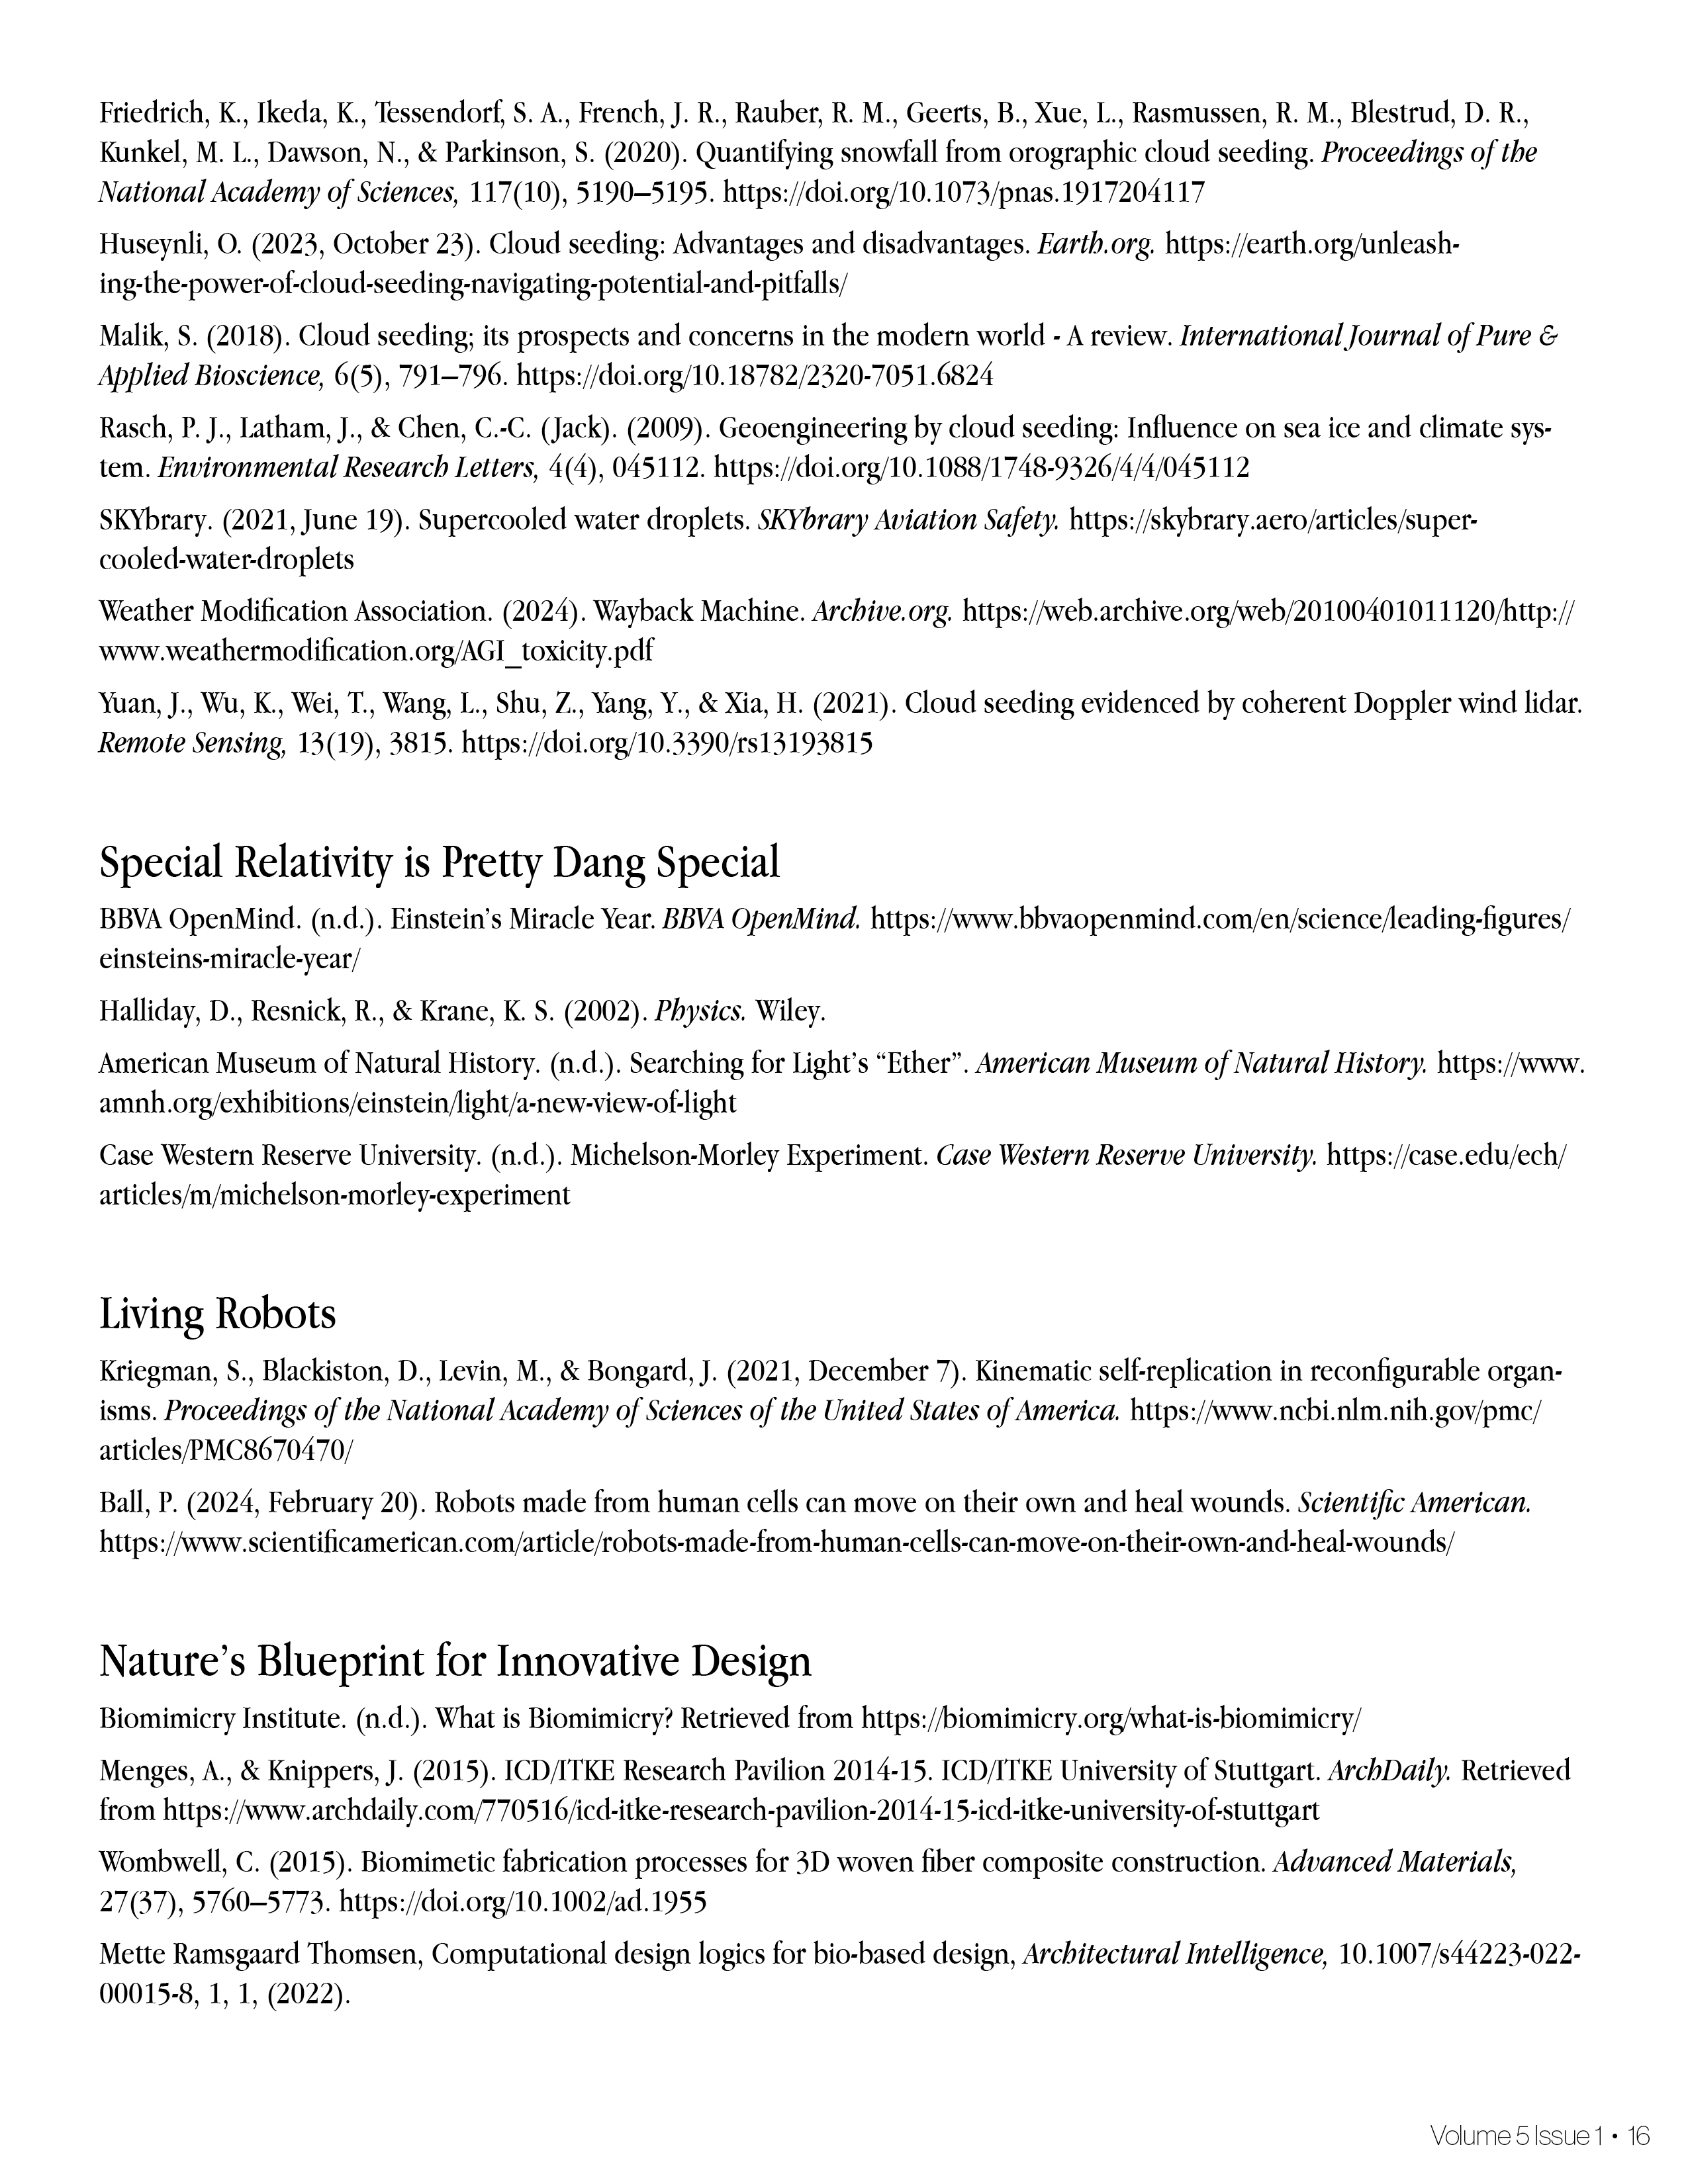 Friedrich, K., Ikeda, K., Tessendorf, S. A., French, J. R., Rauber, R. M., Geerts, B., Xue, L., Rasmussen, R. M., Blestrud, D. R.,
Kunkel, M. L., Dawson, N., & Parkinson, S. (2020). Quantifying snowfall from orographic cloud seeding. Proceedings of the
National Academy of Sciences, 117(10), 5190–5195. https://doi.org/10.1073/pnas.1917204117
Huseynli, O. (2023, October 23). Cloud seeding: Advantages and disadvantages. Earth.org. https://earth.org/unleash-
ing-the-power-of-cloud-seeding-navigating-potential-and-pitfalls/
Malik, S. (2018). Cloud seeding; its prospects and concerns in the modern world - A review. International Journal of Pure &
Applied Bioscience, 6(5), 791–796. https://doi.org/10.18782/2320-7051.6824
Rasch, P. J., Latham, J., & Chen, C.-C. (Jack). (2009). Geoengineering by cloud seeding: Influence on sea ice and climate sys-
tem. Environmental Research Letters, 4(4), 045112. https://doi.org/10.1088/1748-9326/4/4/045112
SKYbrary. (2021, June 19). Supercooled water droplets. SKYbrary Aviation Safety. https://skybrary.aero/articles/super-
cooled-water-droplets
Weather Modification Association. (2024). Wayback Machine. Archive.org. https://web.archive.org/web/20100401011120/http://
www.weathermodification.org/AGI_toxicity.pdf
Yuan, J., Wu, K., Wei, T., Wang, L., Shu, Z., Yang, Y., & Xia, H. (2021). Cloud seeding evidenced by coherent Doppler wind lidar.
Remote Sensing, 13(19), 3815. https://doi.org/10.3390/rs13193815
Special Relativity is Pretty Dang Special
BBVA OpenMind. (n.d.). Einstein’s Miracle Year. BBVA OpenMind. https://www.bbvaopenmind.com/en/science/leading-figures/
einsteins-miracle-year/
Halliday, D., Resnick, R., & Krane, K. S. (2002). Physics. Wiley.
American Museum of Natural History. (n.d.). Searching for Light’s “Ether”. American Museum of Natural History. https://www.
amnh.org/exhibitions/einstein/light/a-new-view-of-light
Case Western Reserve University. (n.d.). Michelson-Morley Experiment. Case Western Reserve University. https://case.edu/ech/
articles/m/michelson-morley-experiment
Living Robots
Kriegman, S., Blackiston, D., Levin, M., & Bongard, J. (2021, December 7). Kinematic self-replication in reconfigurable organ-
isms. Proceedings of the National Academy of Sciences of the United States of America. https://www.ncbi.nlm.nih.gov/pmc/
articles/PMC8670470/
Ball, P. (2024, February 20). Robots made from human cells can move on their own and heal wounds. Scientific American.
https://www.scientificamerican.com/article/robots-made-from-human-cells-can-move-on-their-own-and-heal-wounds/
Nature’s Blueprint for Innovative Design
Biomimicry Institute. (n.d.). What is Biomimicry? Retrieved from https://biomimicry.org/what-is-biomimicry/
Menges, A., & Knippers, J. (2015). ICD/ITKE Research Pavilion 2014-15. ICD/ITKE University of Stuttgart. ArchDaily. Retrieved
from https://www.archdaily.com/770516/icd-itke-research-pavilion-2014-15-icd-itke-university-of-stuttgart
Wombwell, C. (2015). Biomimetic fabrication processes for 3D woven fiber composite construction. Advanced Materials,
27(37), 5760–5773. https://doi.org/10.1002/ad.1955
Mette Ramsgaard Thomsen, Computational design logics for bio-based design, Architectural Intelligence, 10.1007/s44223-022-
00015-8, 1, 1, (2022).
Volume 5 Issue 1 • 16